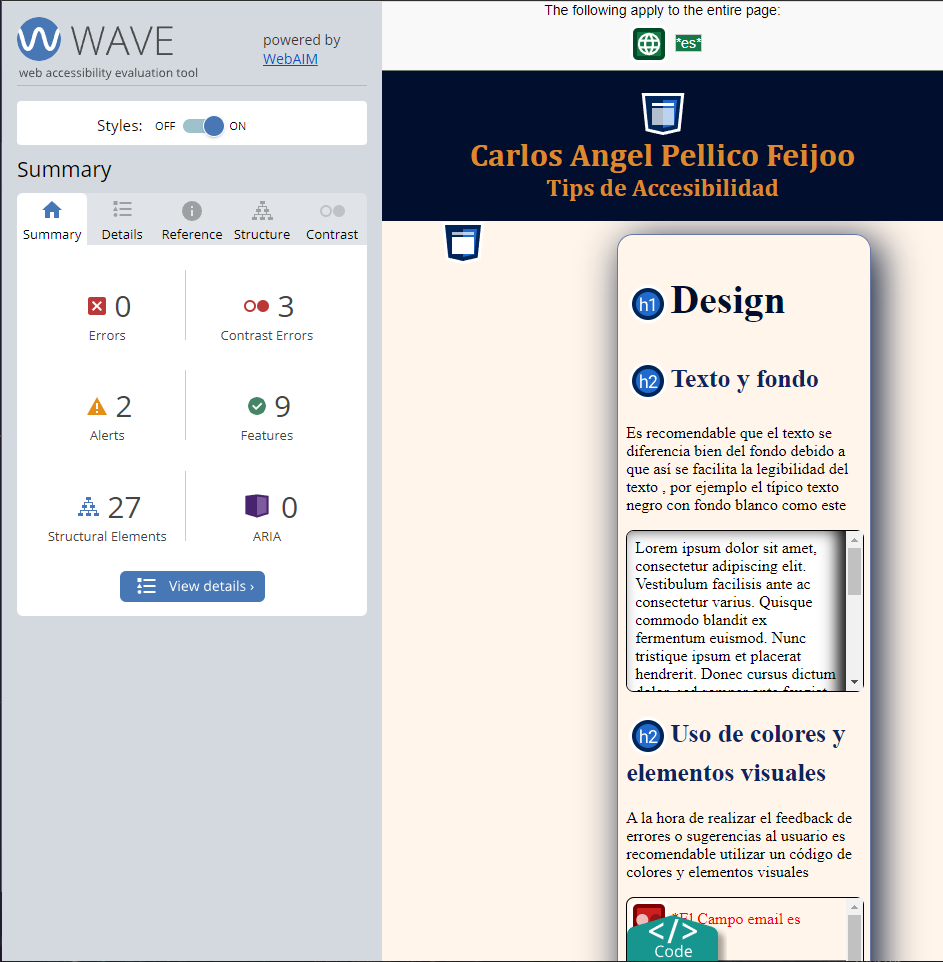 WAVE
web accessibility evaluation tool
powered by
WebAIM
Styles: OFF ON
Summary
Summary Details Reference Structure Contrast
0
Errors
3
Contrast Errors
2
Alerts
9
Features
27
Structural Elements
0
ARIA
View details ›
The following apply to the entire page:
*es*
Carlos Angel Pellico Feijoo
Tips de Accesibilidad
h1 Design
h2 Texto y fondo
Es recomendable que el texto se
diferencia bien del fondo debido a
que así se facilita la legibilidad del
texto , por ejemplo el típico texto
negro con fondo blanco como este
Lorem ipsum dolor sit amet,
consectetur adipiscing elit.
Vestibulum facilisis ante ac
consectetur varius. Quisque
commodo blandit ex
fermentum euismod. Nunc
tristique ipsum et placerat
hendrerit. Donec cursus dictum
h2 Uso de colores y
elementos visuales
A la hora de realizar el feedback de
errores o sugerencias al usuario es
recomendable utilizar un código de
colores y elementos visuales
*El Campo email es
</>
Code